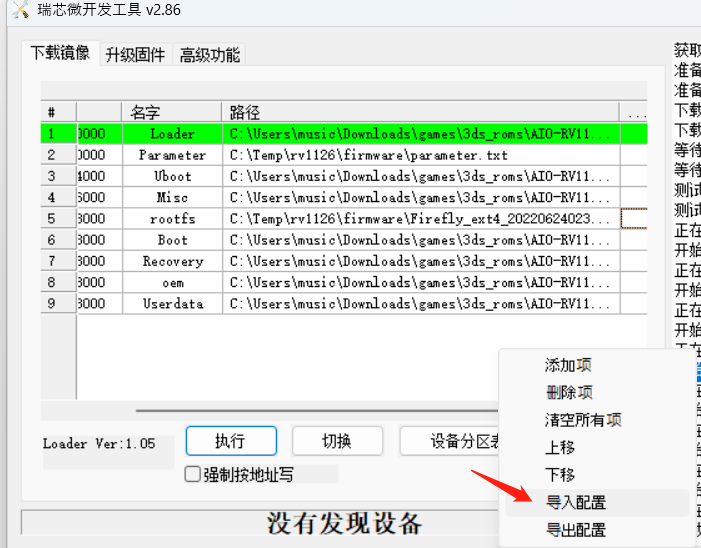 瑞芯微开发工具 v2.86
下载镜像 升级固件 高级功能
# 名字 路径 ...
1 0000 Loader C:\Users\music\Downloads\games\3ds_roms\AIO-RV11...
2 0000 Parameter C:\Temp\rv1126\firmware\parameter.txt
3 4000 Uboot C:\Users\music\Downloads\games\3ds_roms\AIO-RV11...
4 6000 Misc C:\Users\music\Downloads\games\3ds_roms\AIO-RV11...
5 8000 rootfs C:\Temp\rv1126\firmware\Firefly_ext4_20220624023...
6 8000 Boot C:\Users\music\Downloads\games\3ds_roms\AIO-RV11...
7 8000 Recovery C:\Users\music\Downloads\games\3ds_roms\AIO-RV11...
8 8000 oem C:\Users\music\Downloads\games\3ds_roms\AIO-RV11...
9 8000 Userdata C:\Users\music\Downloads\games\3ds_roms\AIO-RV11...
Loader Ver:1.05 执行 切换 设备分区表
强制按地址写
没有发现设备
添加项
删除项
清空所有项
上移
下移
导入配置
导出配置
获取
准备
准备
下载
下载
等待
等待
测试
测试
正在
开始
正在
开始
正在
开始
正在